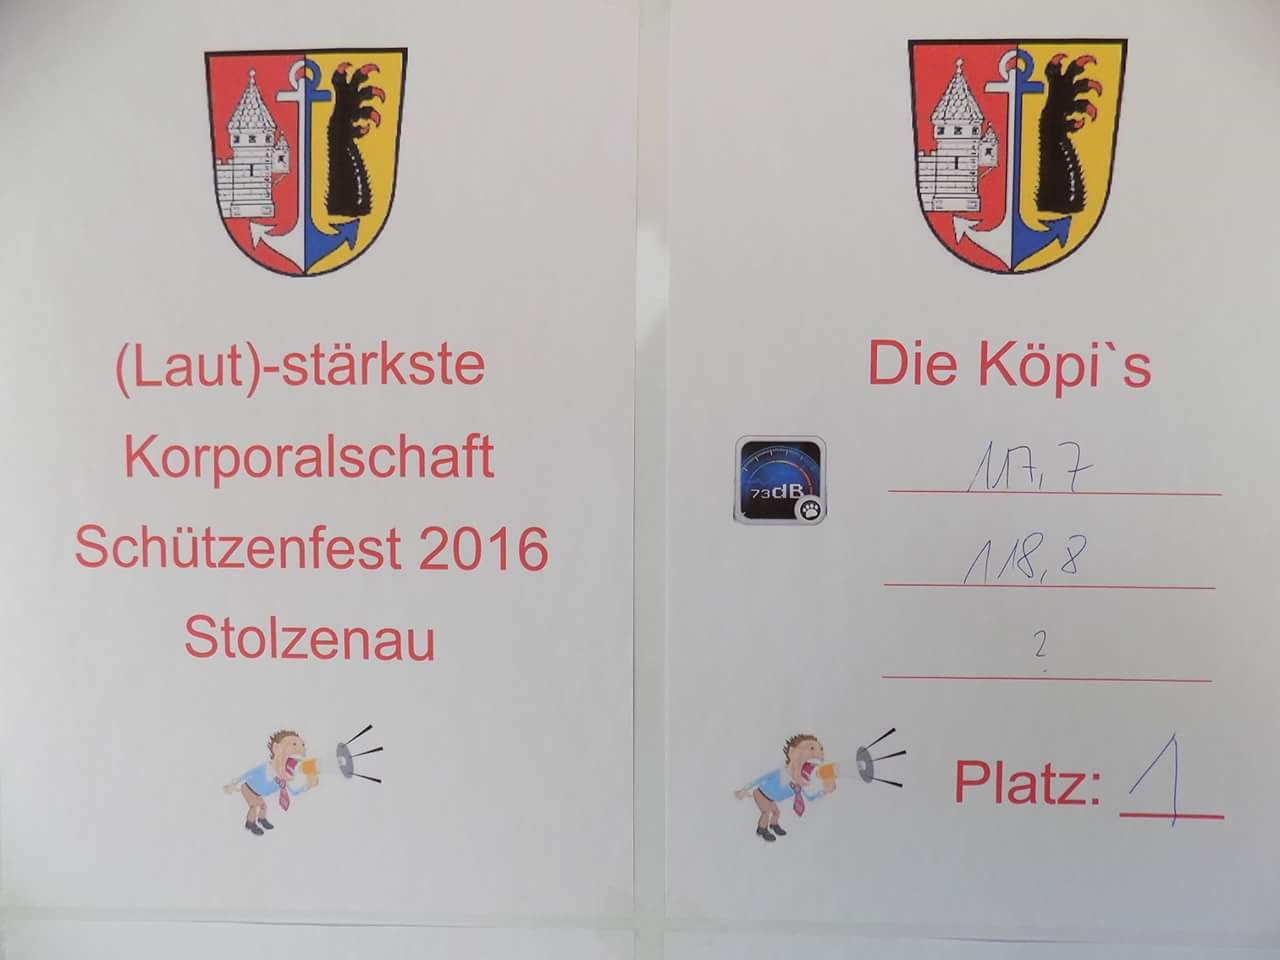 (Laut)-stärkste
Korporalschaft
Schützenfest 2016
Stolzenau
Die Köpi`s
73dB
117,7
118,8
?
Platz: 1